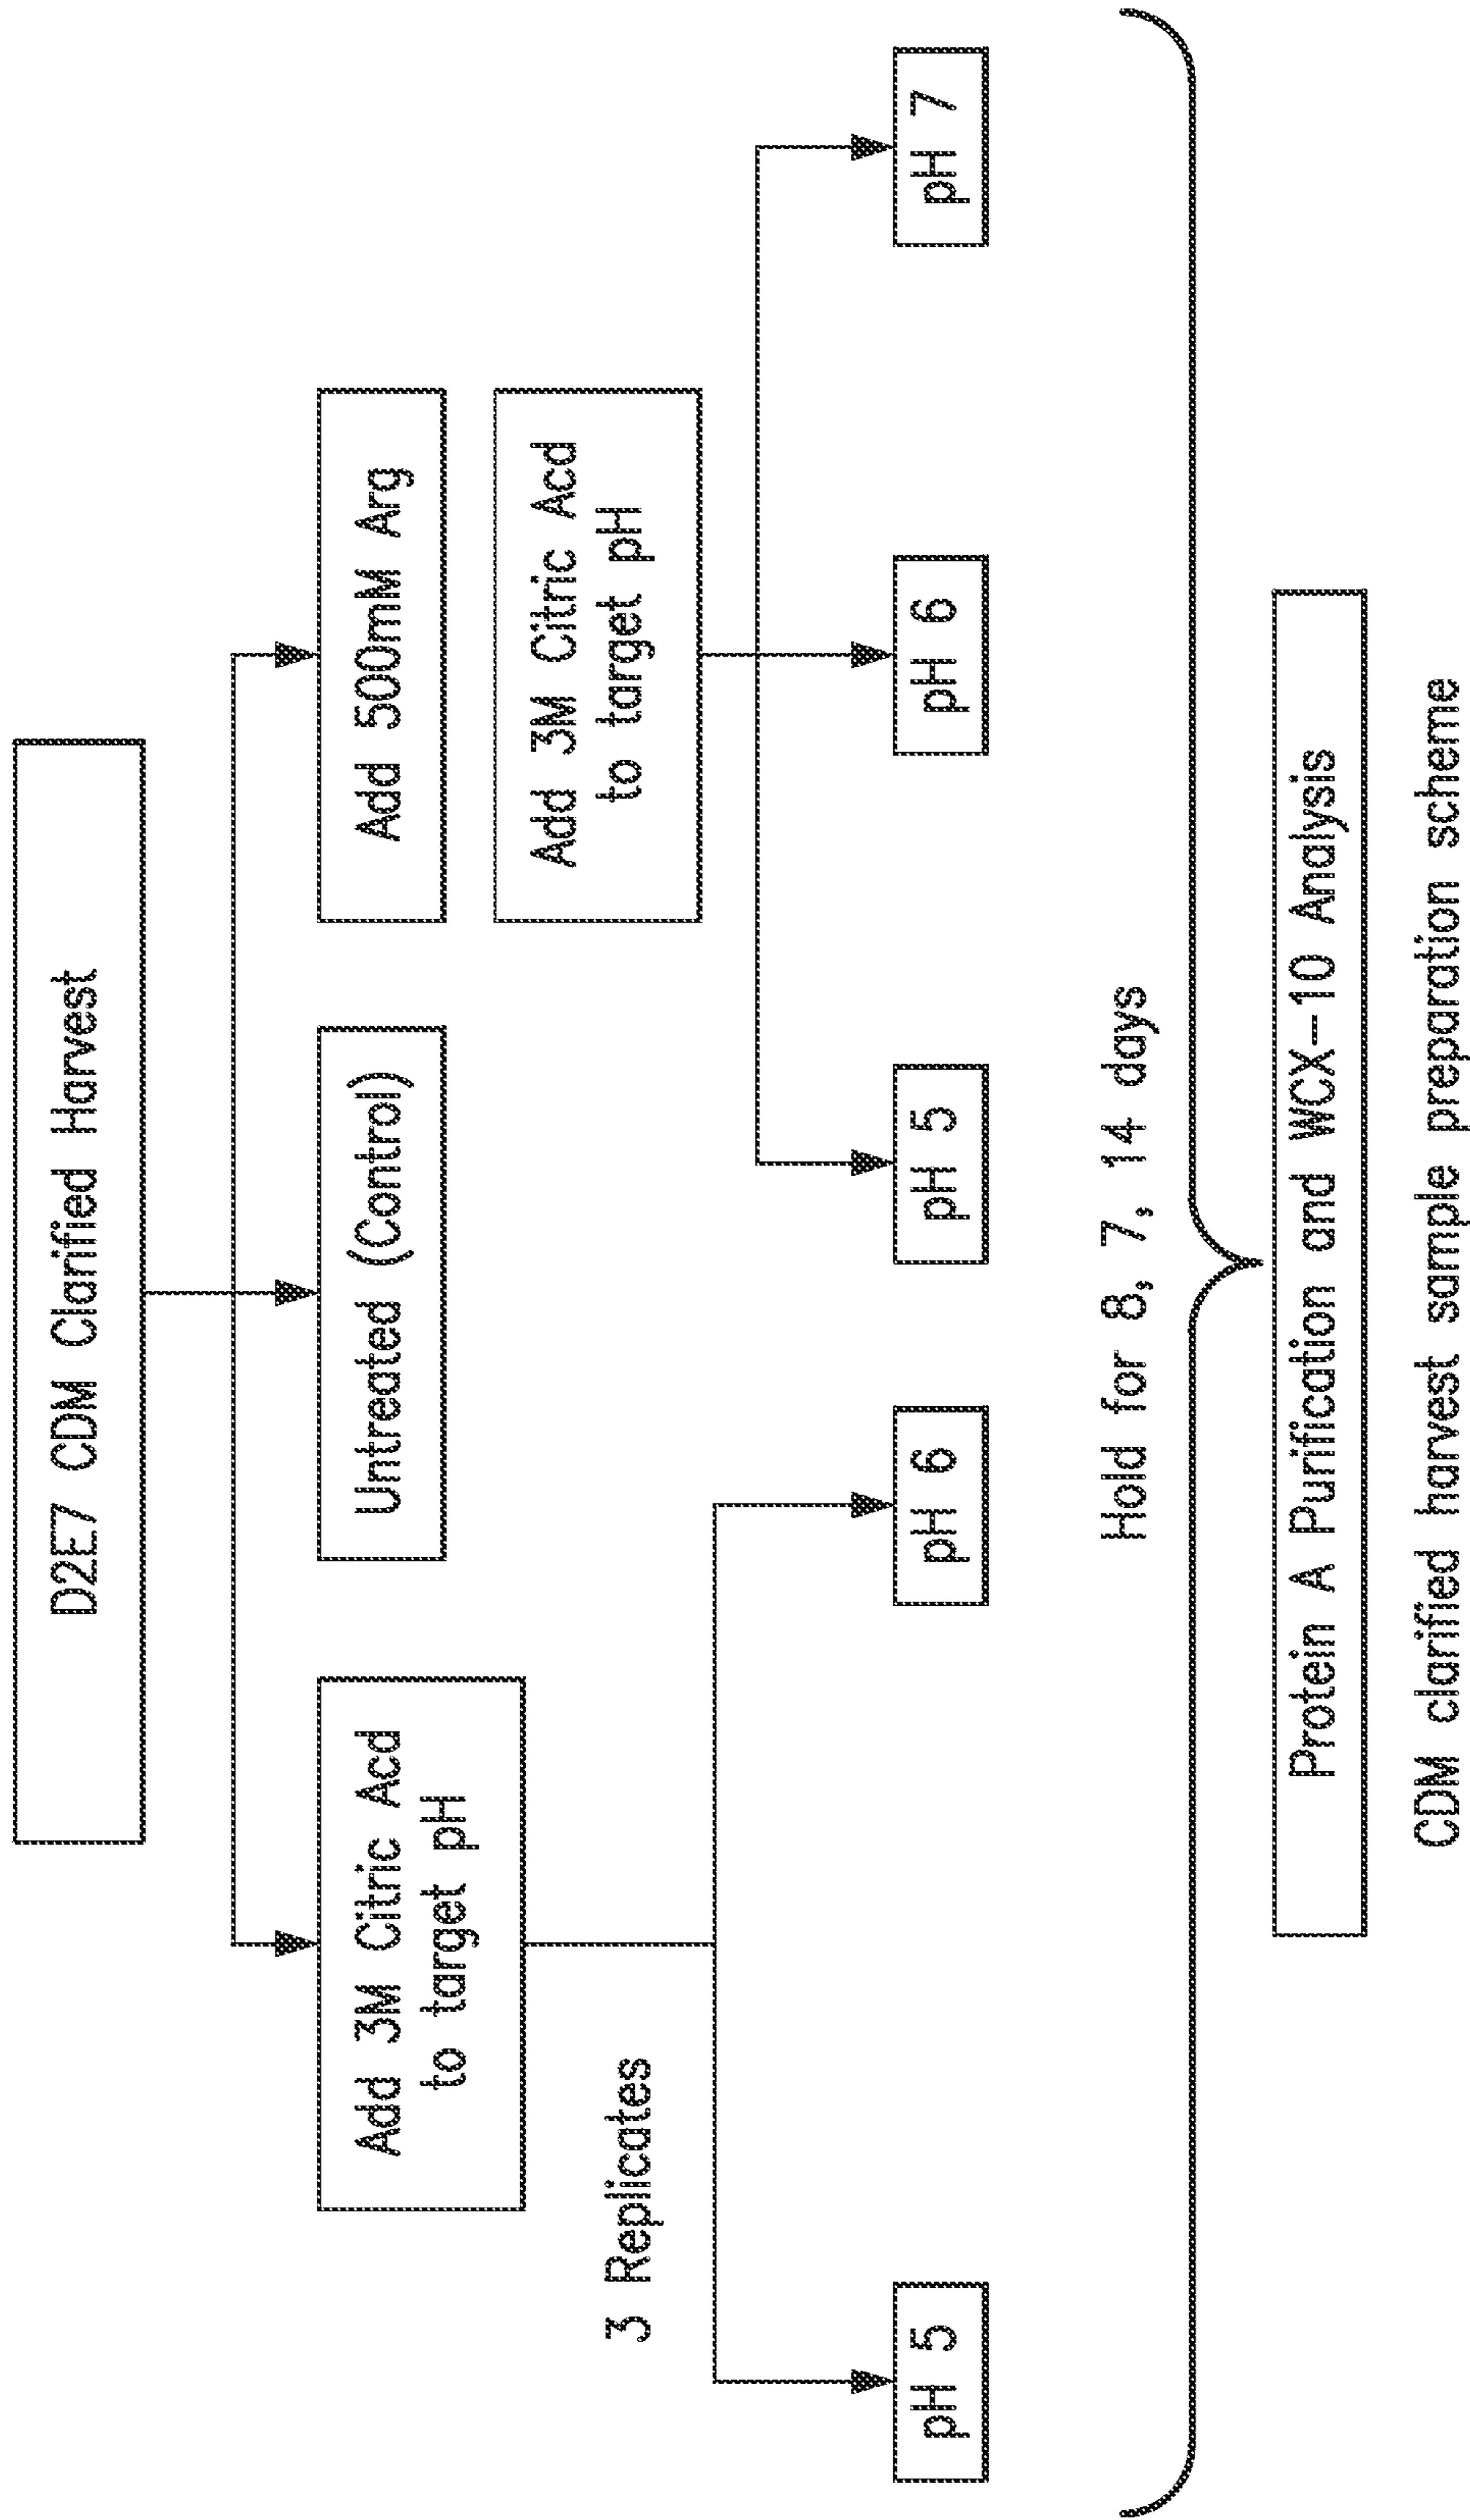 D2E7 CDM Clarified Harvest
Add 3M Citric Acd
to target pH
Untreated (Control)
Add 500mM Arg
Add 3M Citric Acd
to target pH
3 Replicates
pH 5
pH 6
pH 5
pH 6
pH 7
Hold for 8, 7, 14 days
Protein A Purification and WCX-10 Analysis
CDM clarified harvest sample preparation scheme